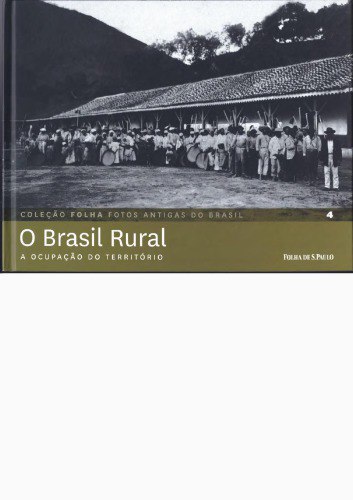 COLEÇÃO FOLHA FOTOS ANTIGAS DO BRASIL 4
O Brasil Rural
A OCUPAÇÃO DO TERRITÓRIO FOLHA DE S.PAULO